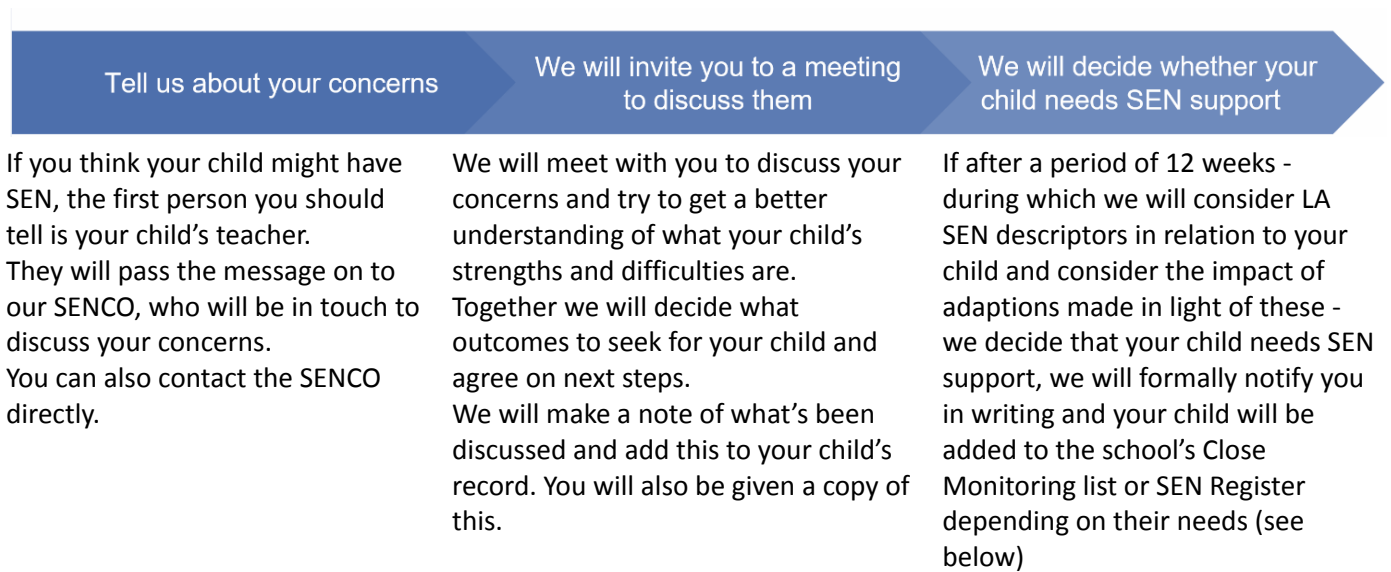 Tell us about your concerns
We will invite you to a meeting
to discuss them
We will decide whether your
child needs SEN support
If you think your child might have
SEN, the first person you should
tell is your child's teacher.
They will pass the message on to
our SENCO, who will be in touch to
discuss your concerns.
You can also contact the SENCO
directly.
We will meet with you to discuss your
concerns and try to get a better
understanding of what your child's
strengths and difficulties are.
Together we will decide what
outcomes to seek for your child and
agree on next steps.
We will make a note of what's been
discussed and add this to your child's
record. You will also be given a copy of
this.
If after a period of 12 weeks -
during which we will consider LA
SEN descriptors in relation to your
child and consider the impact of
adaptions made in light of these -
we decide that your child needs SEN
support, we will formally notify you
in writing and your child will be
added to the school's Close
Monitoring list or SEN Register
depending on their needs (see
below)